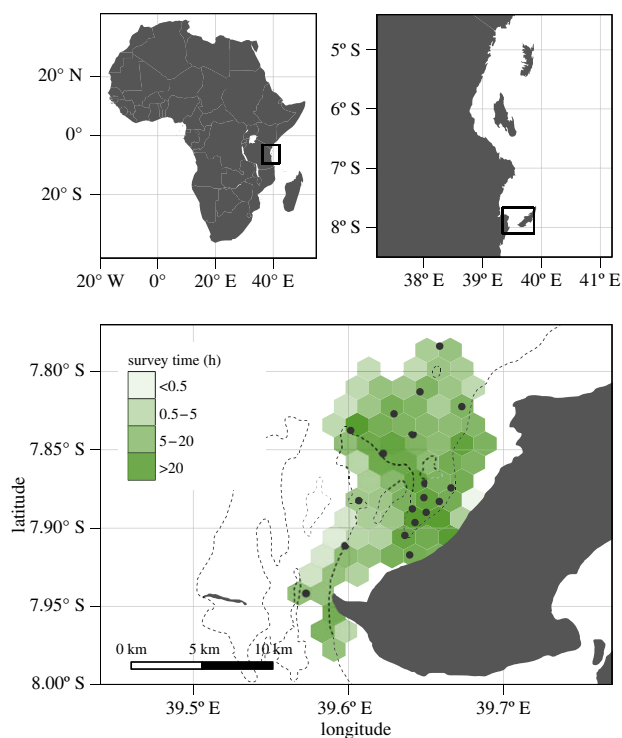 20° N
0°
20° S
20° W 0° 20° E 40° E
5° S
6° S
7° S
8° S
38° E 39° E 40° E 41° E
survey time (h)
<0.5
0.5–5
5–20
>20
7.80° S
7.85° S
7.90° S
7.95° S
8.00° S
latitude
0 km 5 km 10 km
39.5° E 39.6° E 39.7° E
longitude